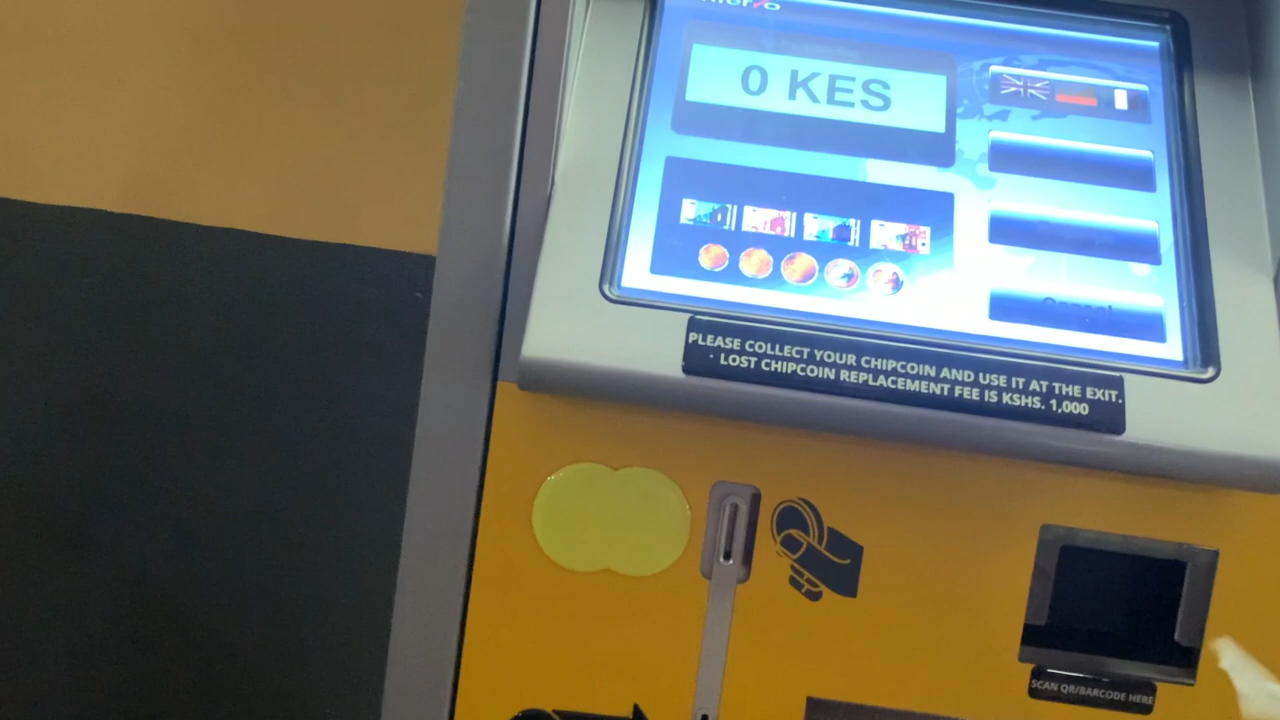 0 KES
Cancel
PLEASE COLLECT YOUR CHIPCOIN AND USE IT AT THE EXIT.
LOST CHIPCOIN REPLACEMENT FEE IS KSHS. 1,000
SCAN QR/BARCODE HERE